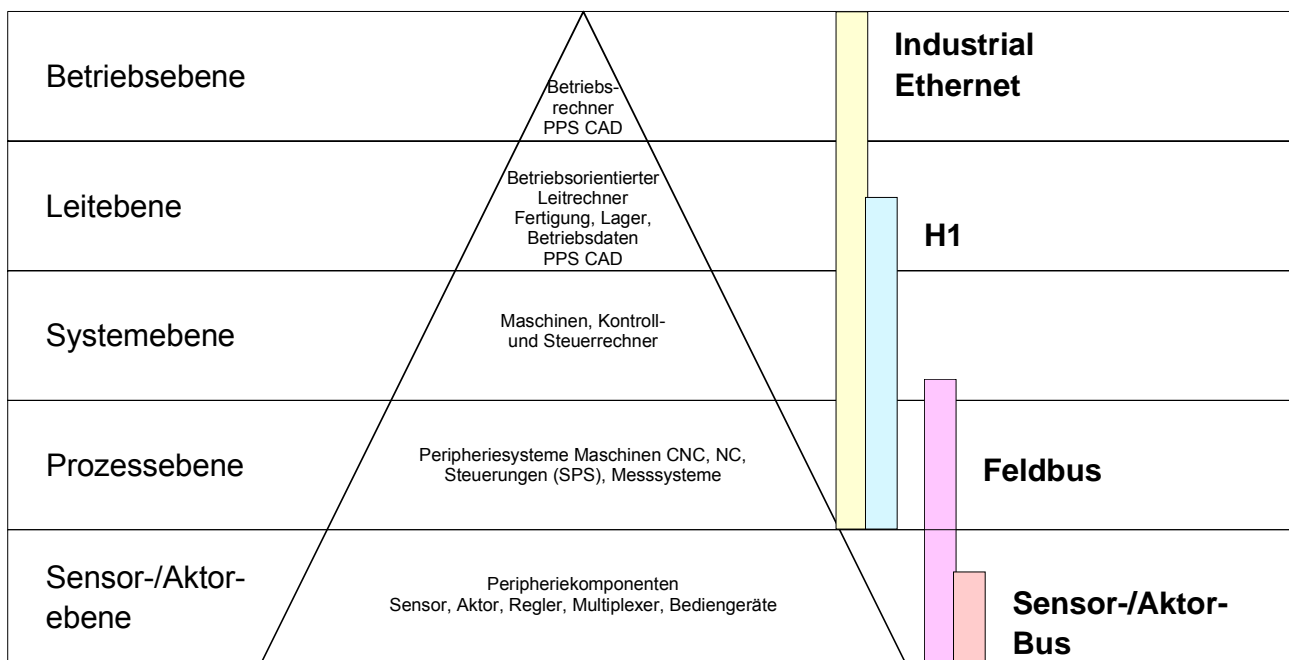 Betriebsebene
Betriebs-
rechner
PPS CAD
Industrial
Ethernet
Leitebene
Betriebsorientierter
Leitrechner
Fertigung, Lager,
Betriebsdaten
PPS CAD
H1
Systemebene
Maschinen, Kontroll-
und Steuerrechner
Prozessebene
Peripheriesysteme Maschinen CNC, NC,
Steuerungen (SPS), Messsysteme
Feldbus
Sensor-/Aktor-
ebene
Peripheriekomponenten
Sensor, Aktor, Regler, Multiplexer, Bediengeräte
Sensor-/Aktor-
Bus